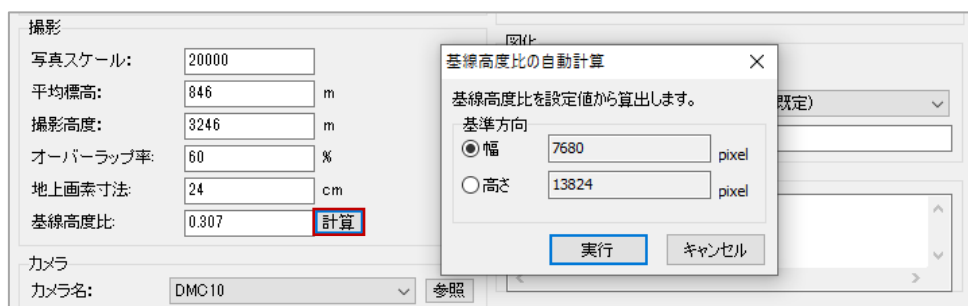 撮影
写真スケール: 20000
平均標高: 846 m
撮影高度: 3246 m
オーバーラップ率: 60 %
地上画素寸法: 24 cm
基線高度比: 0.307 計算
カメラ
カメラ名: DMC10 参照
図化
既定)
基線高度比の自動計算
基線高度比を設定値から算出します。
基準方向
幅 7680 pixel
高さ 13824 pixel
実行 キャンセル